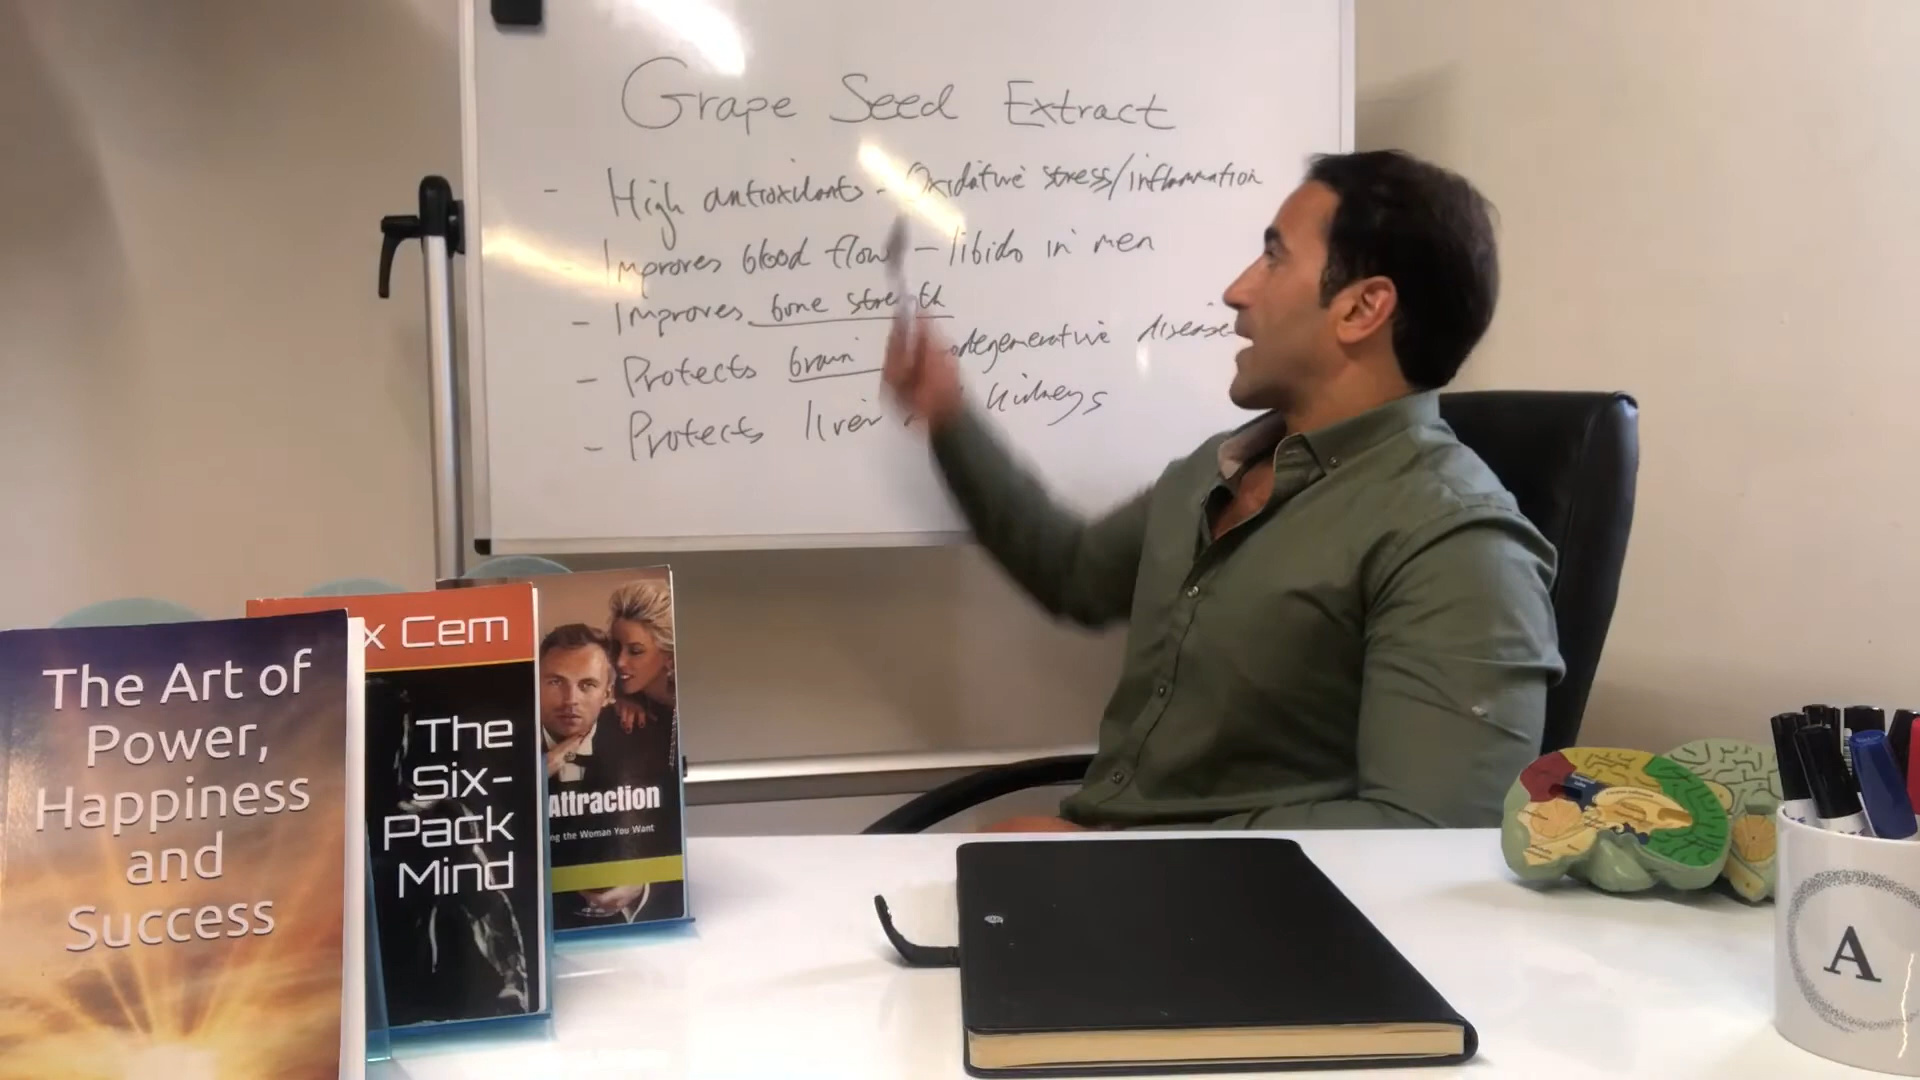 Grape Seed Extract
- High antioxidants - Oxidative stress/inflammation
- Improves blood flow - libido in men
- Improves bone strength
- Protects brain disease
- Protects liver kidneys
The Art of
Power,
Happiness
and
Success
x Cem
The
Six-
Pack
Mind
Attraction
ng the Woman You Want
A